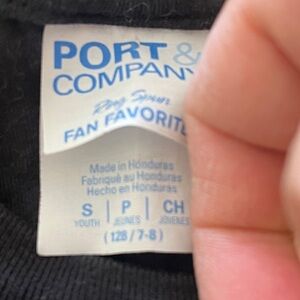 PORT &
COMPANY
Ring Spun
FAN FAVORITE
Made in Honduras
Fabriqué au Honduras
Hecho en Honduras
S | P | CH
YOUTH JEUNES JÓVENES
(128/7-8)